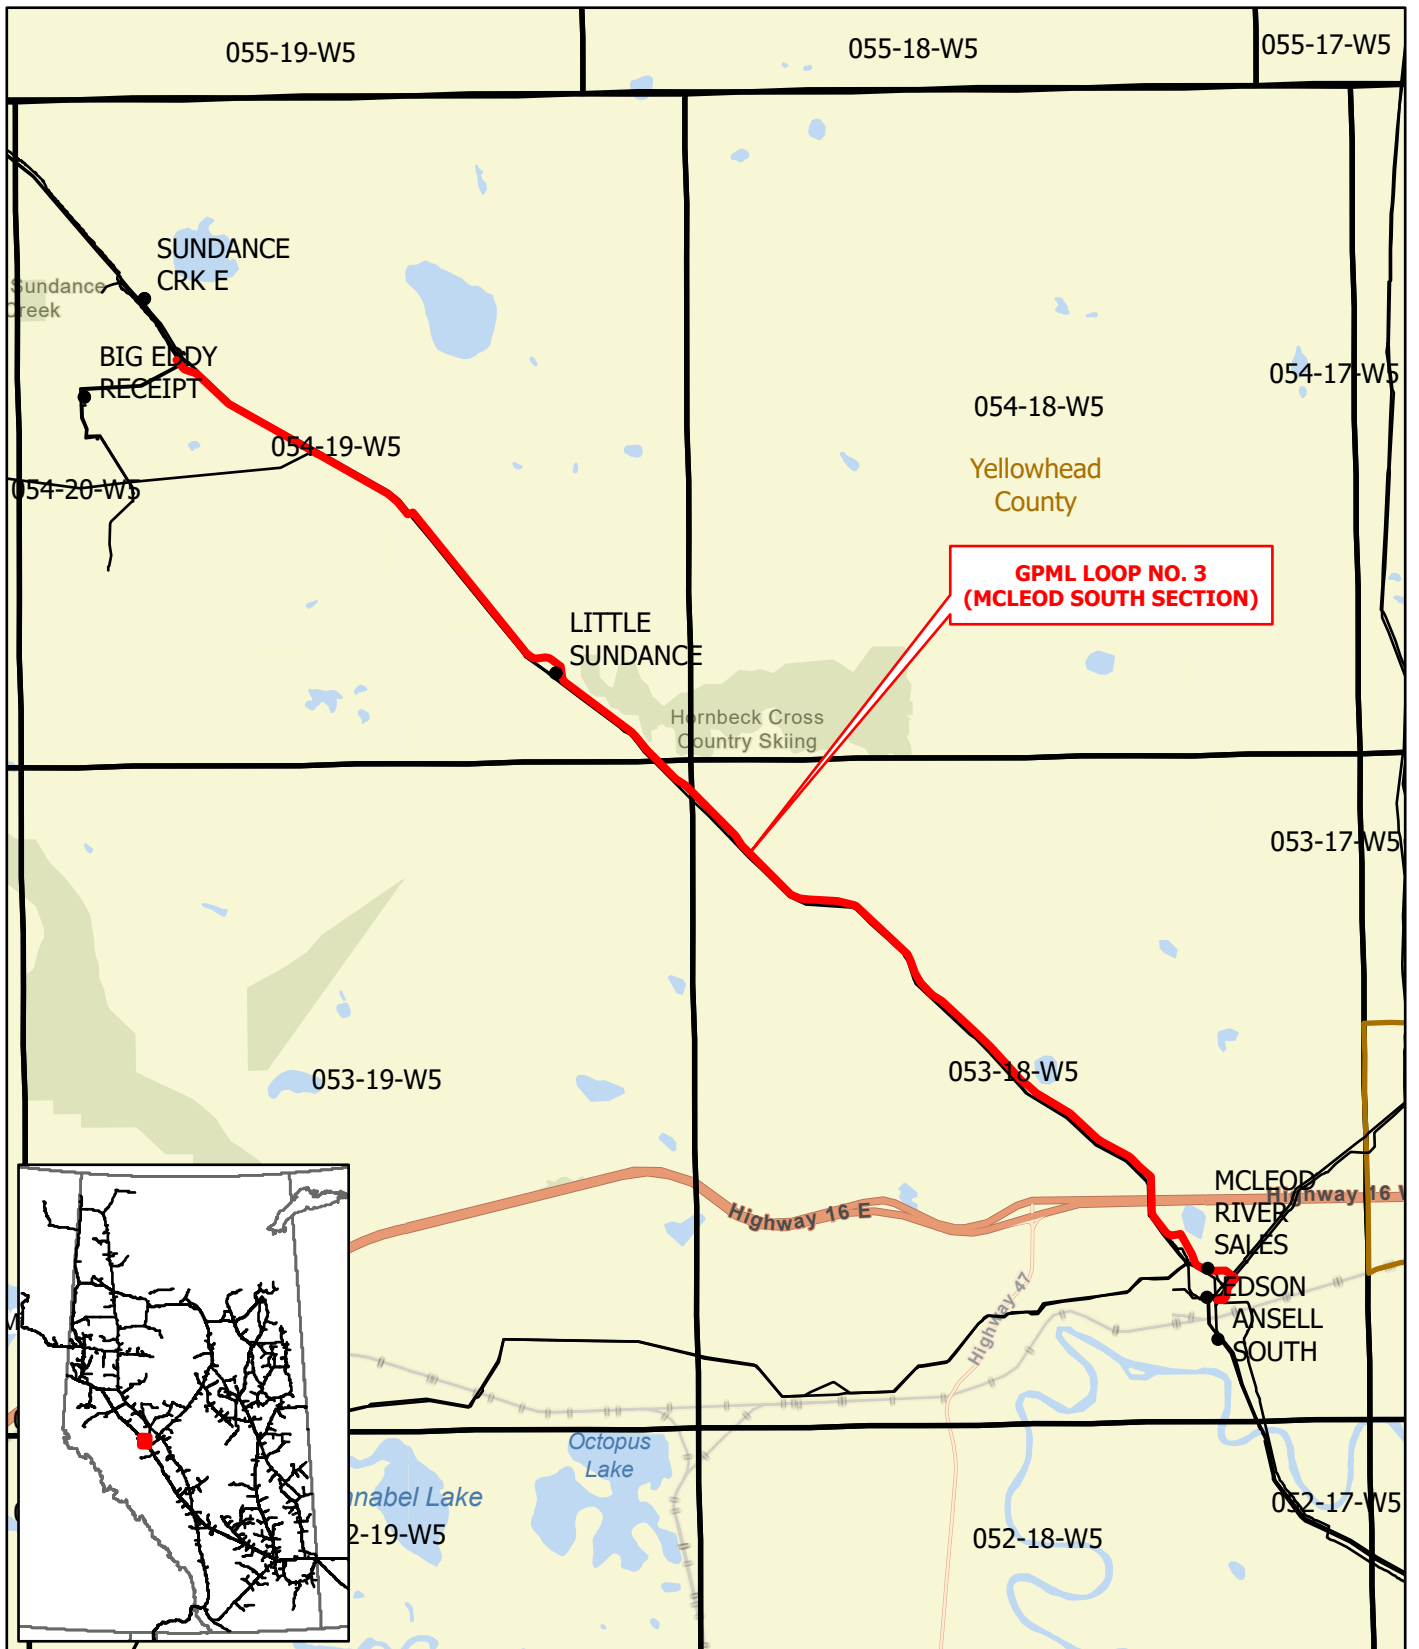 055-19-W5
055-18-W5
055-17-W5
SUNDANCE
CRK E
Sundance
Creek
BIG EDDY
RECEIPT
054-17-W5
054-18-W5
054-19-W5
Yellowhead
County
054-20-W5
GPML LOOP NO. 3
(MCLEOD SOUTH SECTION)
LITTLE
SUNDANCE
Hornbeck Cross
Country Skiing
053-17-W5
053-19-W5
053-18-W5
MCLEOD
RIVER
SALES
Highway 16 W
Highway 16 E
EDSON
ANSELL
SOUTH
Highway 47
Octopus
Lake
nnabel Lake
2-19-W5
052-18-W5
052-17-W5